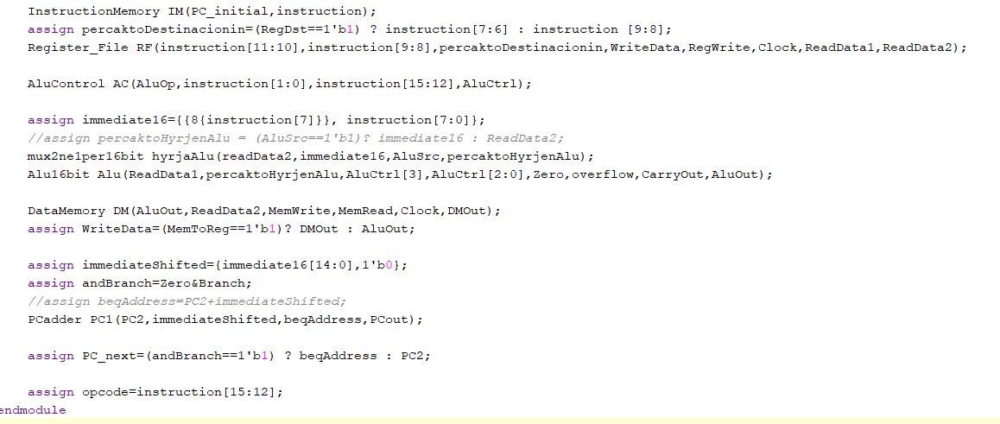 InstructionMemory IM(PC_initial,instruction);
assign percaktoDestinacionin=(RegDst==1'b1) ? instruction[7:6] : instruction [9:8];
Register_File RF(instruction[11:10],instruction[9:8],percaktoDestinacionin,WriteData,RegWrite,Clock,ReadData1,ReadData2);
AluControl AC(AluOp,instruction[1:0],instruction[15:12],AluCtrl);
assign immediate16={{8{instruction[7]}}, instruction[7:0]};
//assign percaktoHyrjenAlu = (AluSrc==1'b1)? immediate16 : ReadData2;
mux2ne1per16bit hyrjaAlu(readData2,immediate16,AluSrc,percaktoHyrjenAlu);
Alu16bit Alu(ReadData1,percaktoHyrjenAlu,AluCtrl[3],AluCtrl[2:0],Zero,overflow,CarryOut,AluOut);
DataMemory DM(AluOut,ReadData2,MemWrite,MemRead,Clock,DMOut);
assign WriteData=(MemToReg==1'b1)? DMOut : AluOut;
assign immediateShifted={immediate16[14:0],1'b0};
assign andBranch=Zero&Branch;
//assign beqAddress=PC2+immediateShifted;
PCadder PC1(PC2,immediateShifted,beqAddress,PCout);
assign PC_next=(andBranch==1'b1) ? beqAddress : PC2;
assign opcode=instruction[15:12];
endmodule